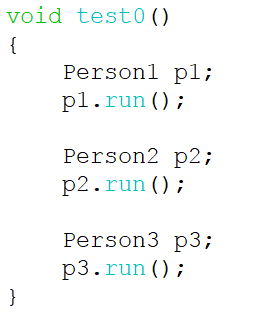 void test0()
{
    Person1 p1;
    p1.run();

    Person2 p2;
    p2.run();

    Person3 p3;
    p3.run();
}